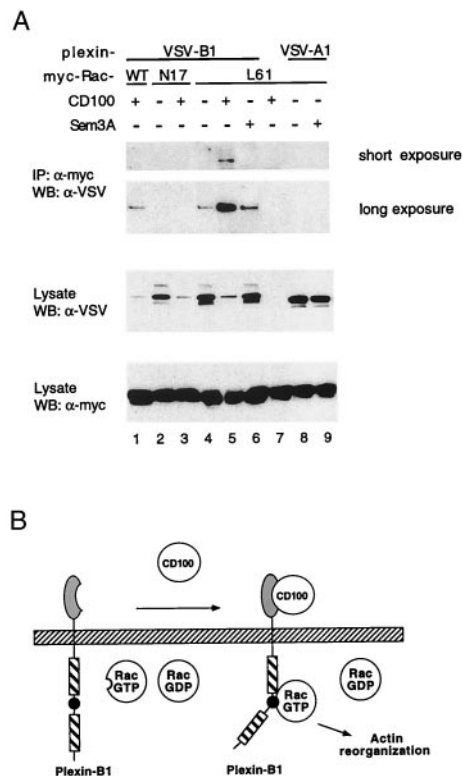 A
plexin- VSV-B1 VSV-A1
myc-Rac- WT N17 L61
CD100 + - + - + - + - -
Sem3A - - - - - + - - +
IP: α-myc
WB: α-VSV
short exposure
long exposure
Lysate
WB: α-VSV
Lysate
WB: α-myc
1 2 3 4 5 6 7 8 9
B
CD100
CD100
Rac
GTP
Rac
GDP
Rac
GTP
Rac
GDP
Plexin-B1
Plexin-B1
Actin
reorganization